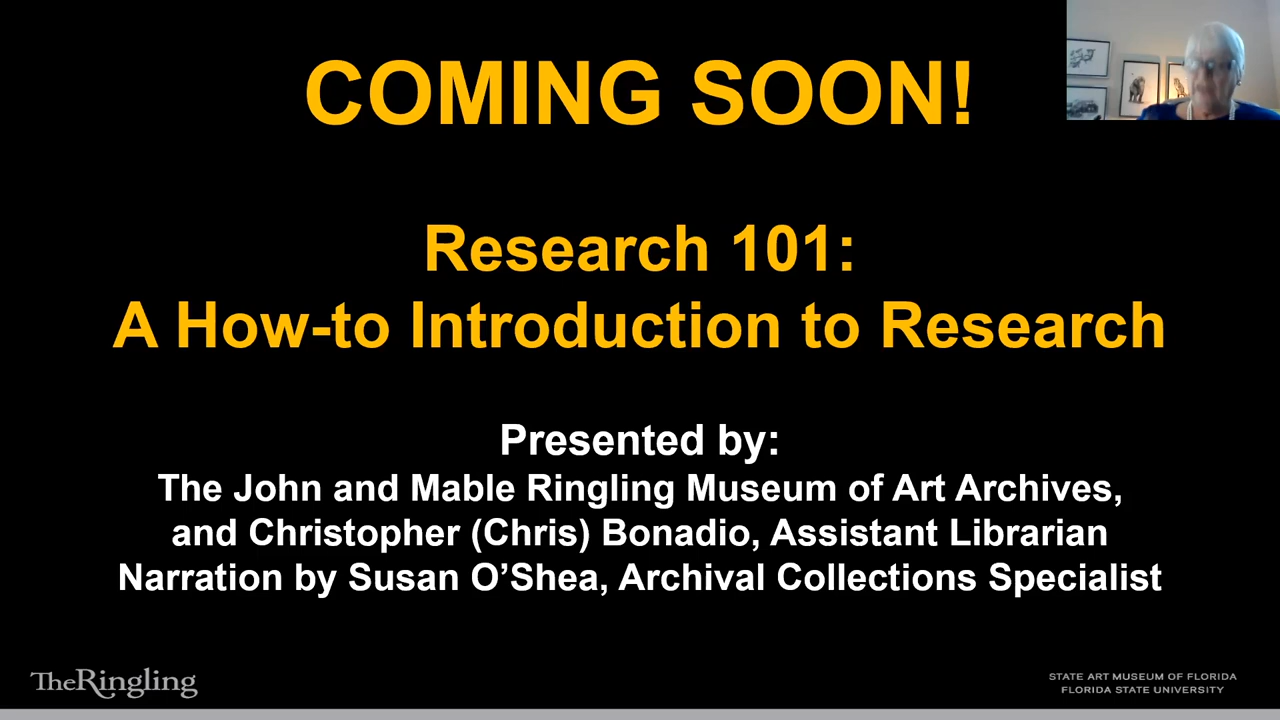 COMING SOON!
Research 101:
A How-to Introduction to Research
Presented by:
The John and Mable Ringling Museum of Art Archives,
and Christopher (Chris) Bonadio, Assistant Librarian
Narration by Susan O’Shea, Archival Collections Specialist
TheRingling
STATE ART MUSEUM OF FLORIDA
FLORIDA STATE UNIVERSITY